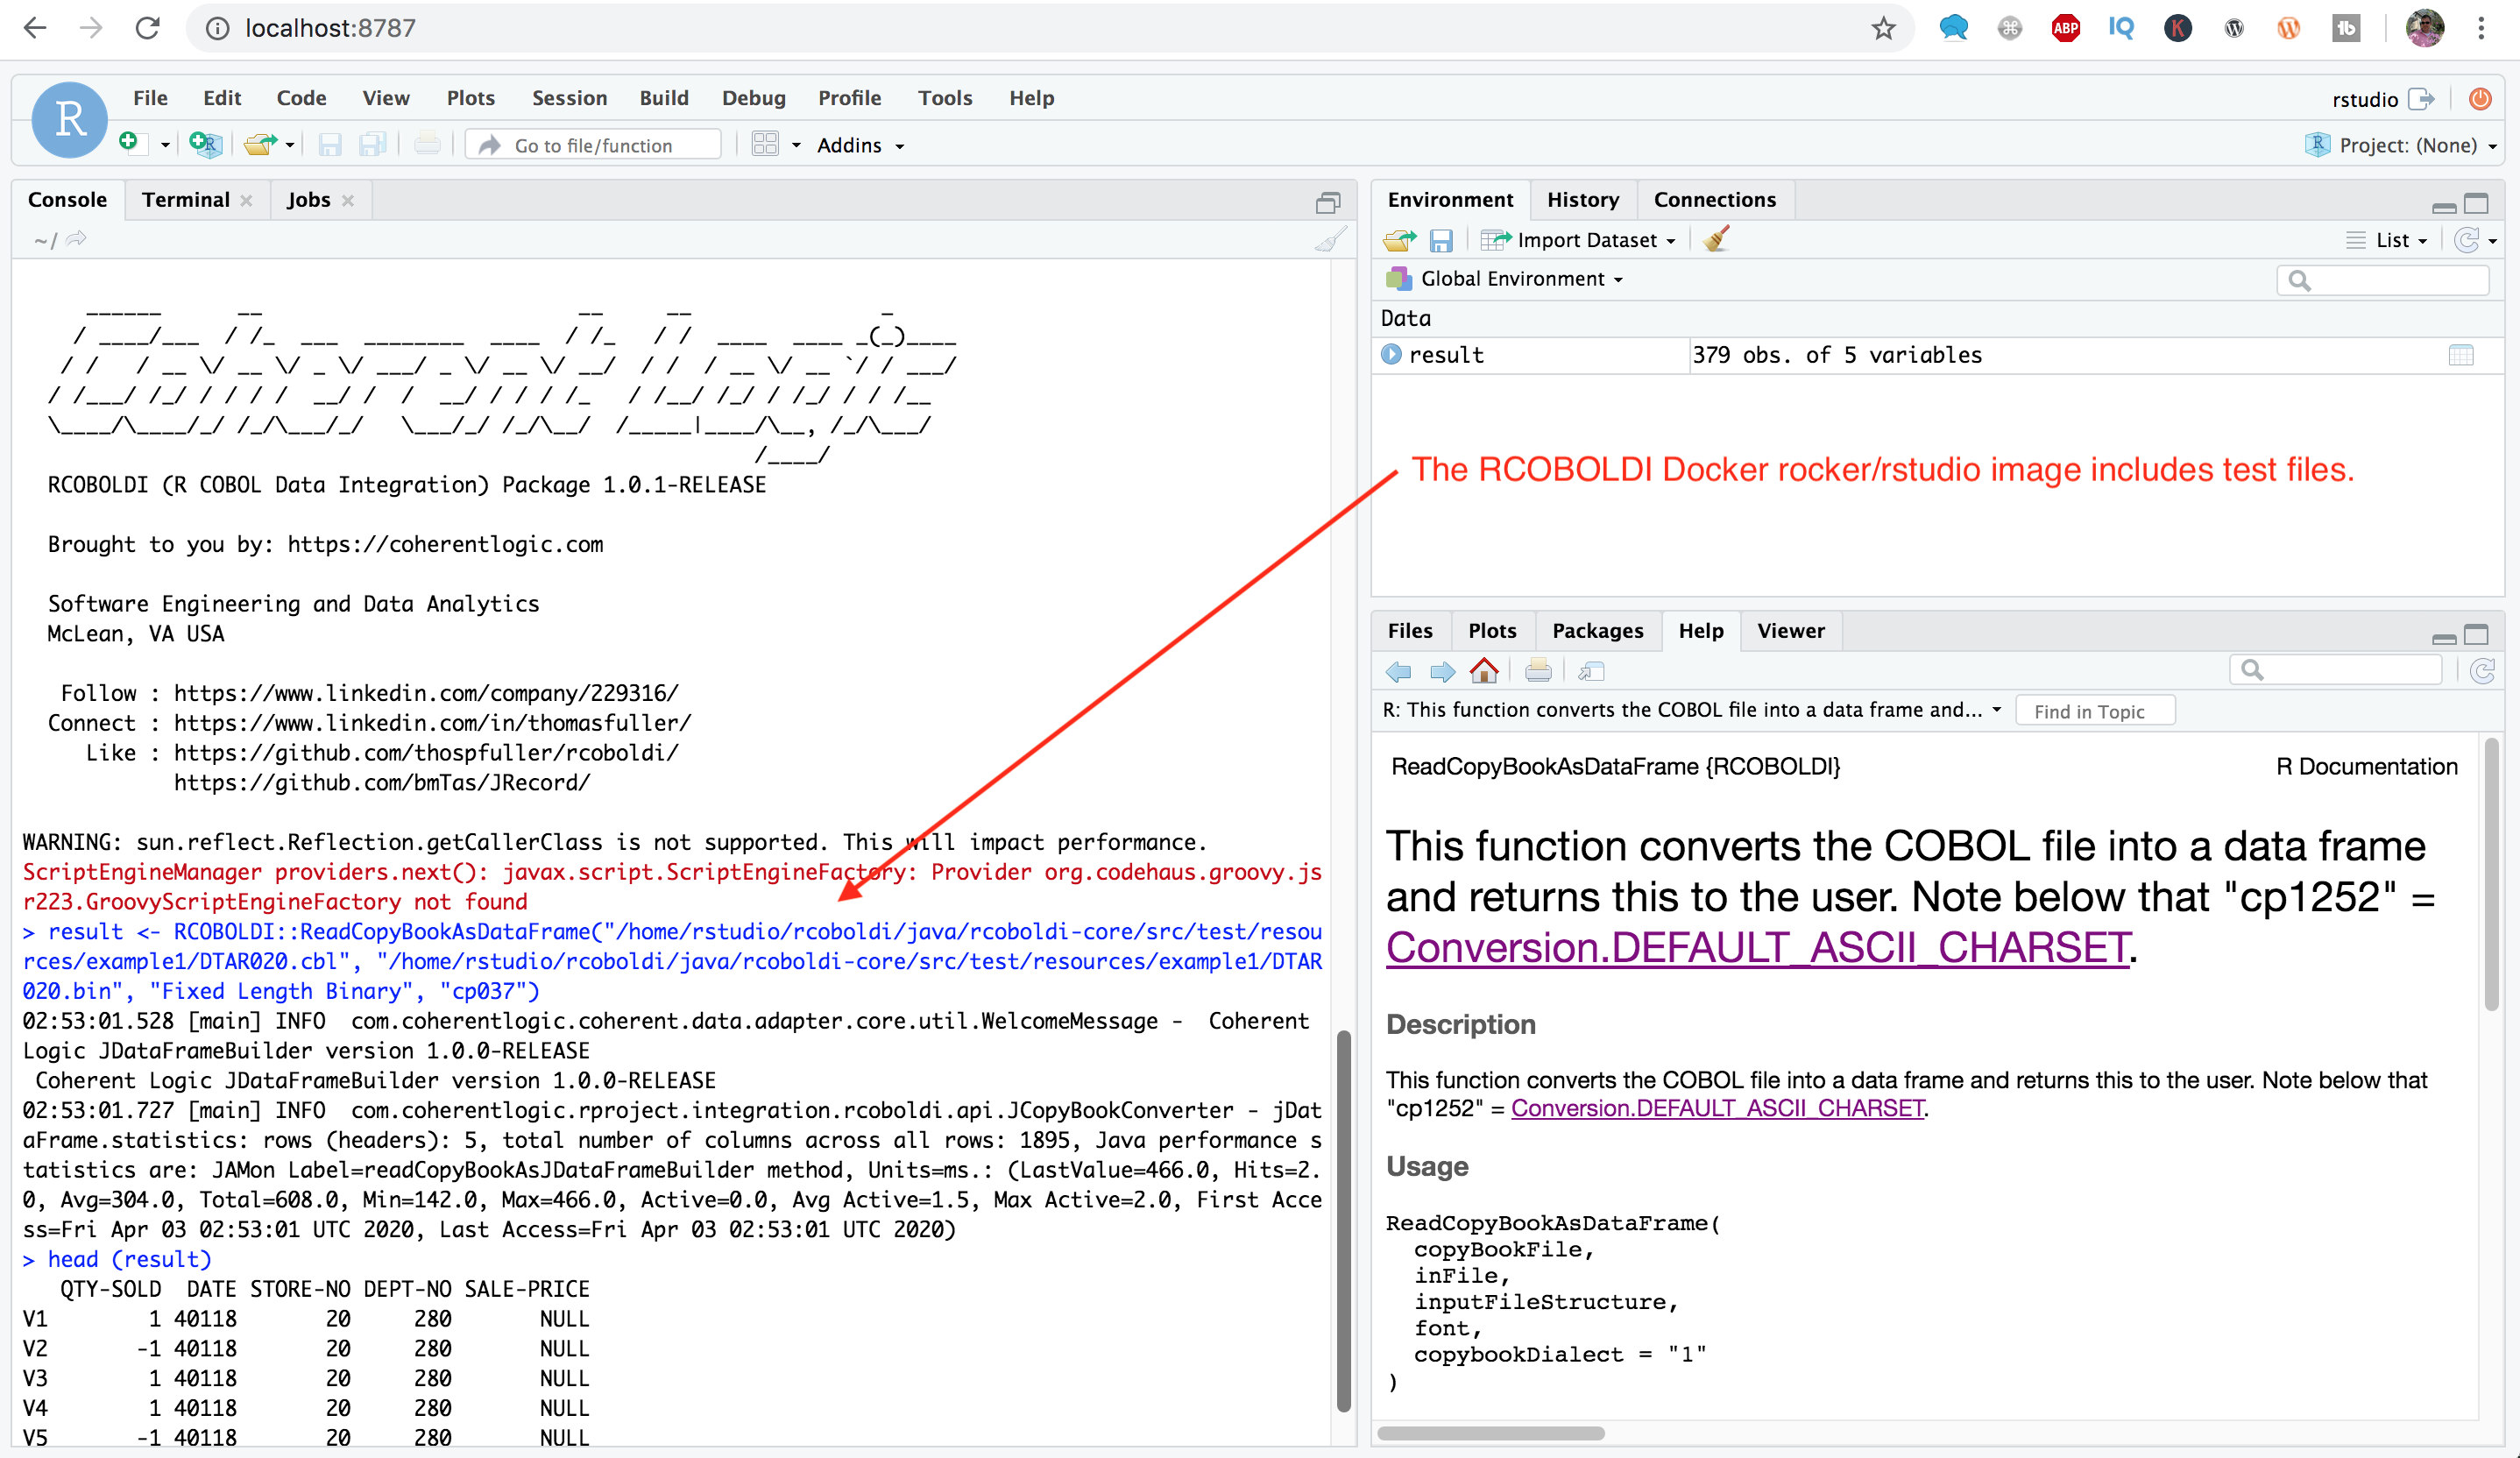 localhost:8787
ABP
IQ
K
tb
R
File Edit Code View Plots Session Build Debug Profile Tools Help
rstudio
Go to file/function
Addins
Project: (None)
Console Terminal Jobs
~/
Coherent Logic
RCOBOLDI (R COBOL Data Integration) Package 1.0.1-RELEASE
Brought to you by: https://coherentlogic.com
Software Engineering and Data Analytics
McLean, VA USA
Follow : https://www.linkedin.com/company/229316/
Connect : https://www.linkedin.com/in/thomasfuller/
Like : https://github.com/thospfuller/rcoboldi/
https://github.com/bmTas/JRecord/
WARNING: sun.reflect.Reflection.getCallerClass is not supported. This will impact performance.
ScriptEngineManager providers.next(): javax.script.ScriptEngineFactory: Provider org.codehaus.groovy.js
r223.GroovyScriptEngineFactory not found
> result <- RCOBOLDI::ReadCopyBookAsDataFrame("/home/rstudio/rcoboldi/java/rcoboldi-core/src/test/resou
rces/example1/DTAR020.cbl", "/home/rstudio/rcoboldi/java/rcoboldi-core/src/test/resources/example1/DTAR
020.bin", "Fixed Length Binary", "cp037")
02:53:01.528 [main] INFO  com.coherentlogic.coherent.data.adapter.core.util.WelcomeMessage -  Coherent
Logic JDataFrameBuilder version 1.0.0-RELEASE
Coherent Logic JDataFrameBuilder version 1.0.0-RELEASE
02:53:01.727 [main] INFO  com.coherentlogic.rproject.integration.rcoboldi.api.JCopyBookConverter - jDat
aFrame.statistics: rows (headers): 5, total number of columns across all rows: 1895, Java performance s
tatistics are: JAMon Label=readCopyBookAsJDataFrameBuilder method, Units=ms.: (LastValue=466.0, Hits=2.
0, Avg=304.0, Total=608.0, Min=142.0, Max=466.0, Active=0.0, Avg Active=1.5, Max Active=2.0, First Acce
ss=Fri Apr 03 02:53:01 UTC 2020, Last Access=Fri Apr 03 02:53:01 UTC 2020)
> head (result)
QTY-SOLD DATE STORE-NO DEPT-NO SALE-PRICE
V1 1 40118 20 280 NULL
V2 -1 40118 20 280 NULL
V3 1 40118 20 280 NULL
V4 1 40118 20 280 NULL
V5 -1 40118 20 280 NULL
Environment History Connections
Import Dataset
List
Global Environment
Data
result 379 obs. of 5 variables
The RCOBOLDI Docker rocker/rstudio image includes test files.
Files Plots Packages Help Viewer
R: This function converts the COBOL file into a data frame and...
Find in Topic
ReadCopyBookAsDataFrame {RCOBOLDI}
R Documentation
This function converts the COBOL file into a data frame
and returns this to the user. Note below that "cp1252" =
Conversion.DEFAULT_ASCII_CHARSET.
Description
This function converts the COBOL file into a data frame and returns this to the user. Note below that
"cp1252" = Conversion.DEFAULT_ASCII_CHARSET.
Usage
ReadCopyBookAsDataFrame(
copyBookFile,
inFile,
inputFileStructure,
font,
copybookDialect = "1"
)